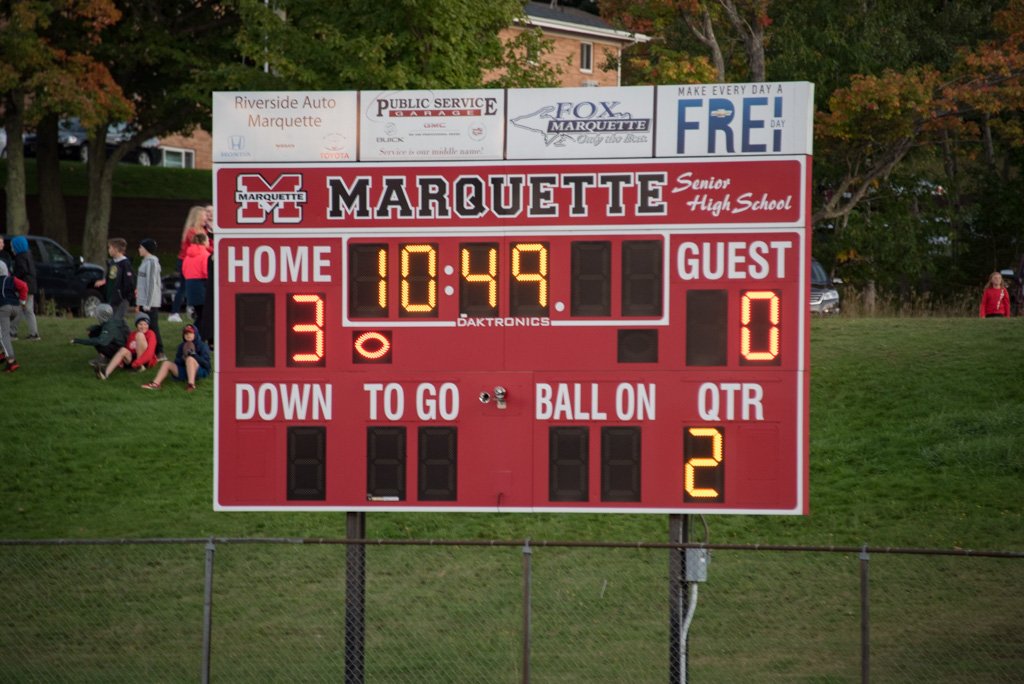 Riverside Auto
Marquette
HONDA NISSAN TOYOTA
PUBLIC SERVICE
GARAGE
BUICK GMC
Service is our middle name!
FOX
MARQUETTE
Only the Best.
MAKE EVERY DAY A
FREI
DAY
M
MARQUETTE
MARQUETTE
Senior
High School
HOME
10:49
GUEST
3
0
DAKTRONICS
DOWN TO GO BALL ON QTR
2